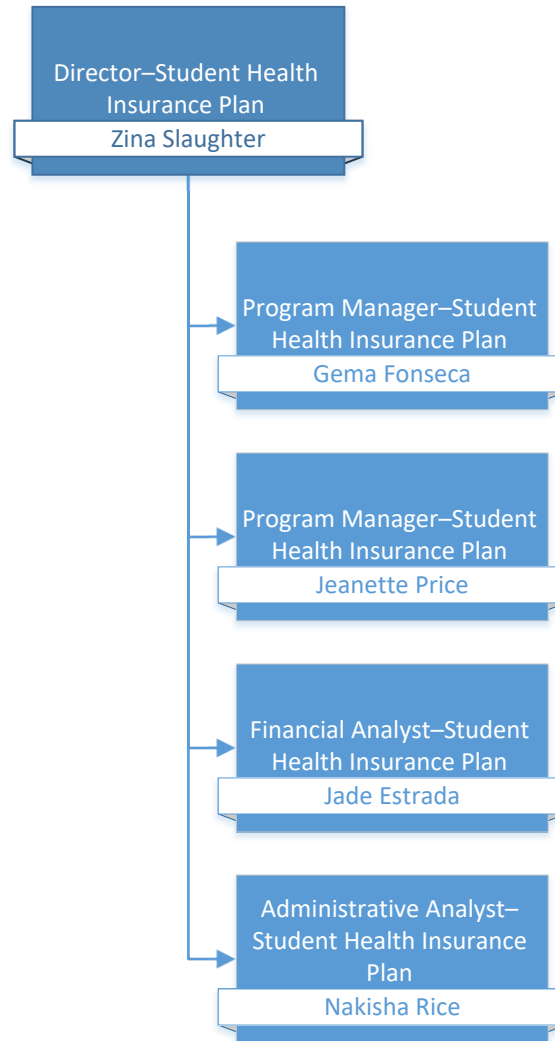 Director–Student Health
Insurance Plan
Zina Slaughter
Program Manager–Student
Health Insurance Plan
Gema Fonseca
Program Manager–Student
Health Insurance Plan
Jeanette Price
Financial Analyst–Student
Health Insurance Plan
Jade Estrada
Administrative Analyst–
Student Health Insurance
Plan
Nakisha Rice